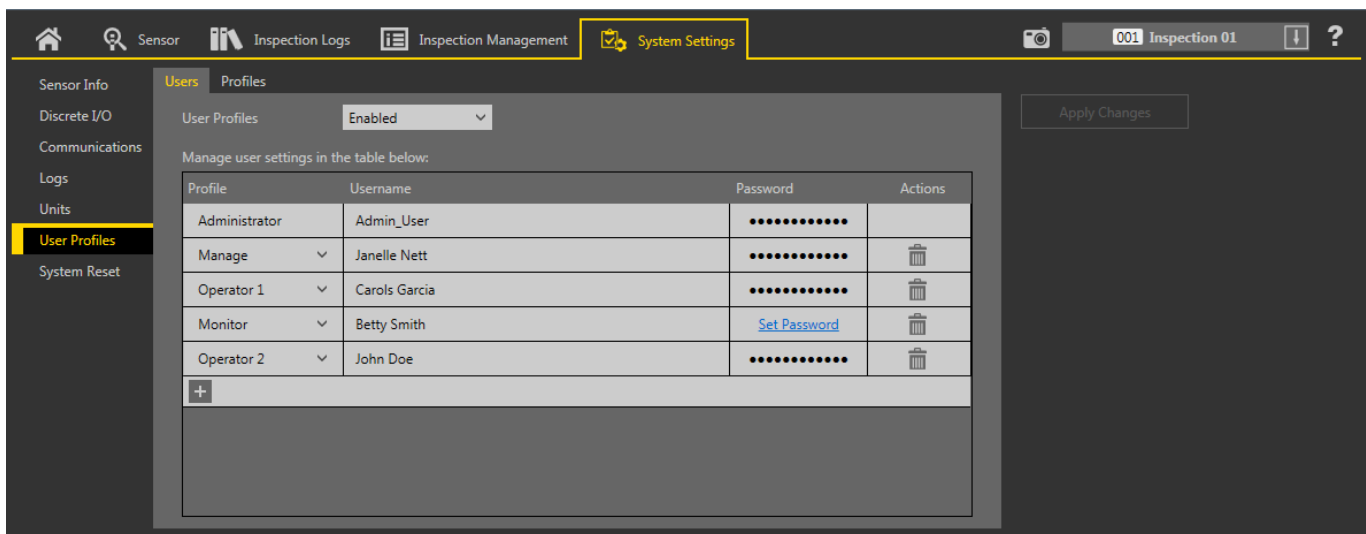 Sensor Inspection Logs Inspection Management System Settings 001 Inspection 01 ?
Sensor Info
Discrete I/O
Communications
Logs
Units
User Profiles
System Reset
Users Profiles
User Profiles Enabled
Manage user settings in the table below:
Profile Username Password Actions
Administrator Admin_User ••••••••••••
Manage Janelle Nett ••••••••••••
Operator 1 Carols Garcia ••••••••••••
Monitor Betty Smith Set Password
Operator 2 John Doe ••••••••••••
+
Apply Changes